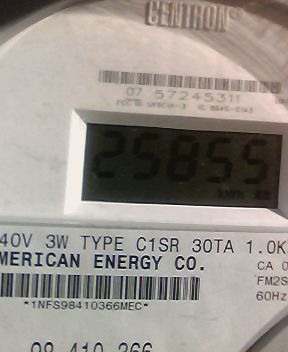 CENTRON®
07 57245311
25855
kWh
40V 3W TYPE C1SR 30TA 1.0K
MERICAN ENERGY CO.
CA 0
FM2S
60Hz
*1NFS98410366MEC*
98 410 366